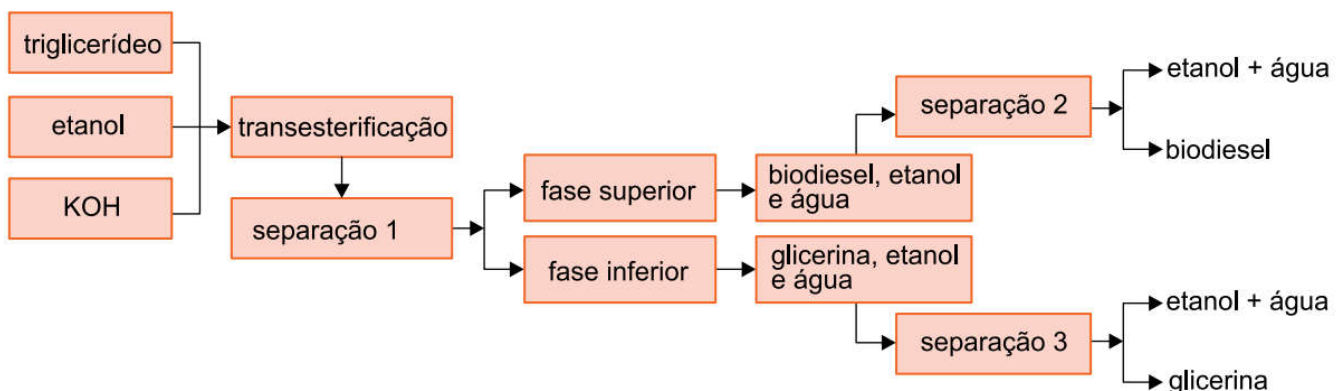 triglicerídeo
etanol
KOH
transesterificação
separação 1
fase superior
fase inferior
biodiesel, etanol
e água
glicerina, etanol
e água
separação 2
separação 3
etanol + água
biodiesel
etanol + água
glicerina